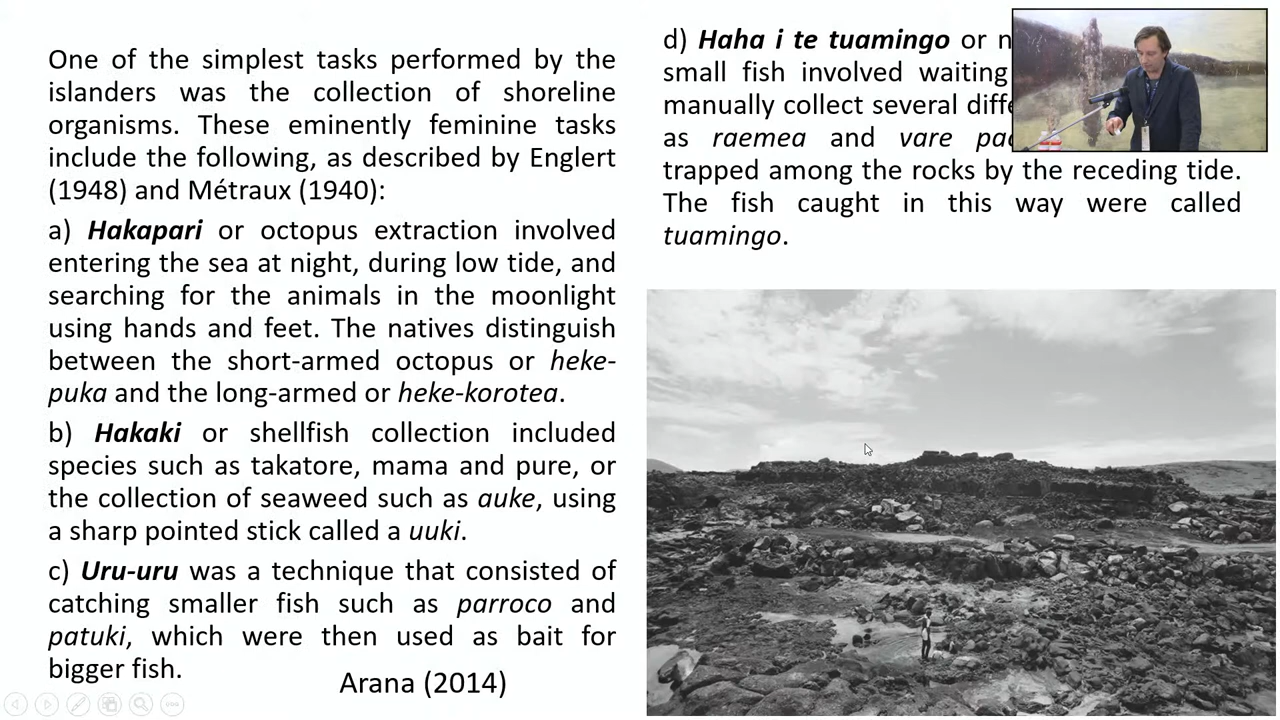 One of the simplest tasks performed by the
islanders was the collection of shoreline
organisms. These eminently feminine tasks
include the following, as described by Englert
(1948) and Métraux (1940):
a) Hakapari or octopus extraction involved
entering the sea at night, during low tide, and
searching for the animals in the moonlight
using hands and feet. The natives distinguish
between the short-armed octopus or heke-
puka and the long-armed or heke-korotea.
b) Hakaki or shellfish collection included
species such as takatore, mama and pure, or
the collection of seaweed such as auke, using
a sharp pointed stick called a uuki.
c) Uru-uru was a technique that consisted of
catching smaller fish such as parroco and
patuki, which were then used as bait for
bigger fish.
Arana (2014)
d) Haha i te tuamingo or
small fish involved waiting
manually collect several
as raemea and vare
trapped among the rocks by the receding tide.
The fish caught in this way were called
tuamingo.